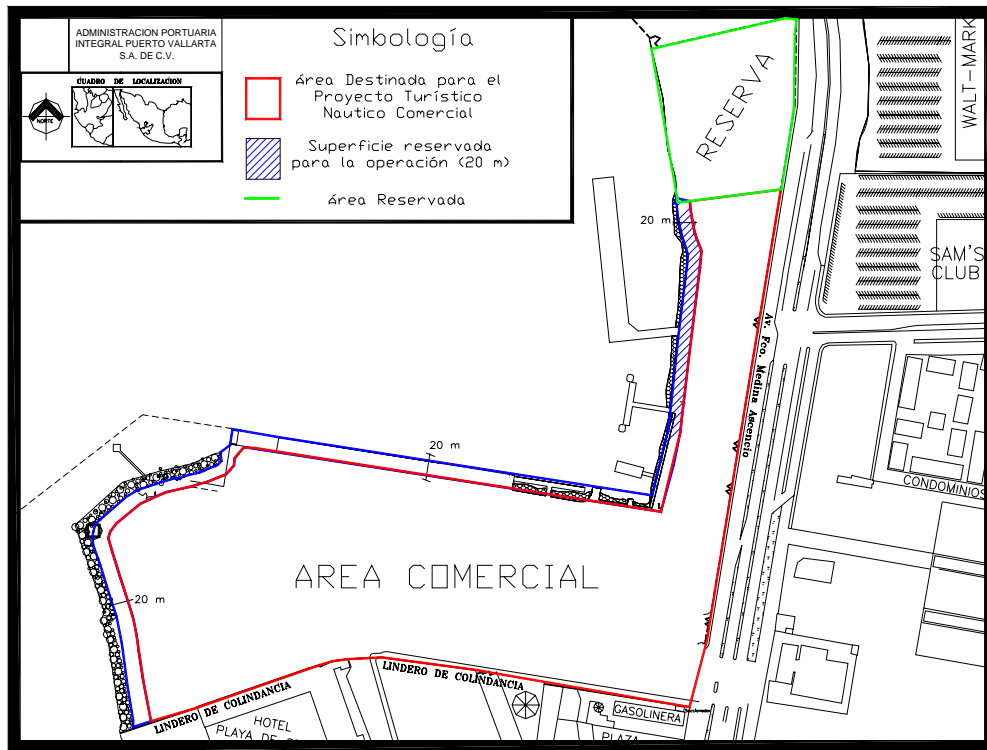 ADMINISTRACION PORTUARIA
INTEGRAL PUERTO VALLARTA
S.A. DE C.V.
CUADRO DE LOCALIZACION
NORTE
Simbología
área Destinada para el
Proyecto Turístico
Nautico Comercial
Superficie reservada
para la operación (20 m)
área Reservada
RESERVA
WALT-MARK
20 m
SAM'S
CLUB
Av. Fco. Medina Ascencio
20 m
CONDOMINIOS
AREA COMERCIAL
20 m
LINDERO DE COLINDANCIA
LINDERO DE COLINDANCIA
HOTEL
PLAYA DE
GASOLINERA
PLAZA